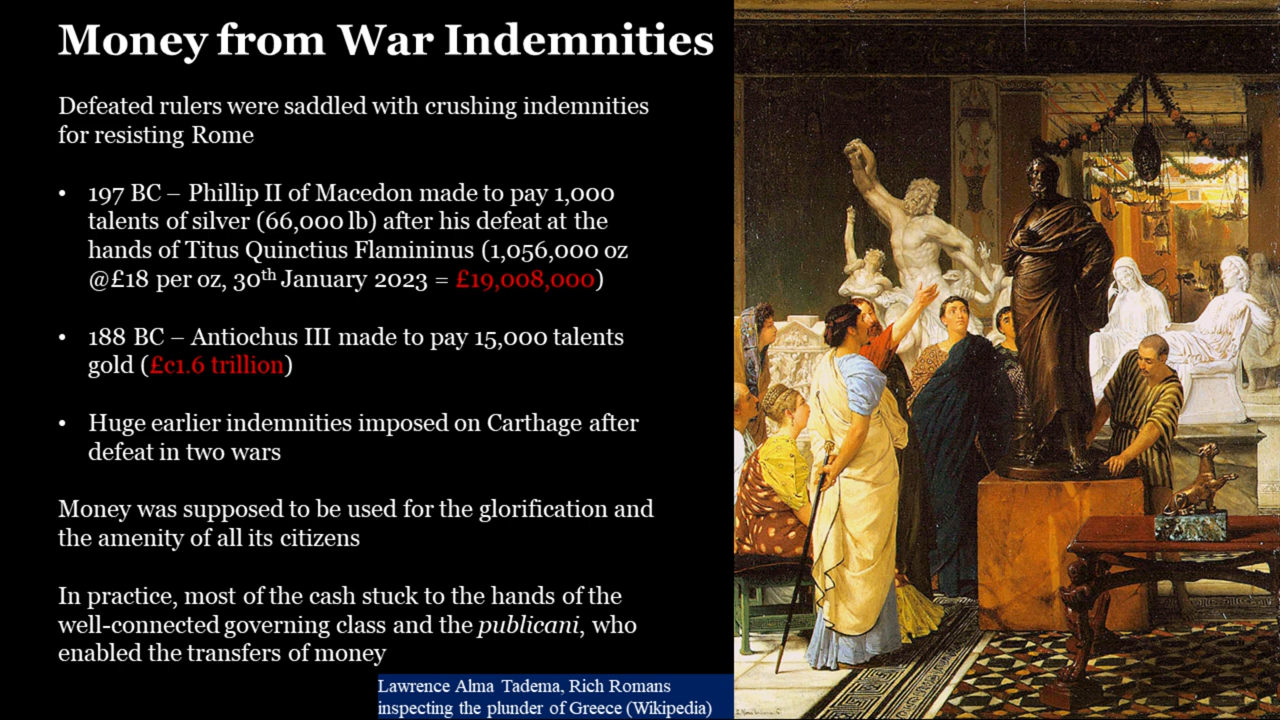 Money from War Indemnities
Defeated rulers were saddled with crushing indemnities
for resisting Rome
• 197 BC – Phillip II of Macedon made to pay 1,000
talents of silver (66,000 lb) after his defeat at the
hands of Titus Quinctius Flamininus (1,056,000 oz
@£18 per oz, 30th January 2023 = £19,008,000)
• 188 BC – Antiochus III made to pay 15,000 talents
gold (£c1.6 trillion)
• Huge earlier indemnities imposed on Carthage after
defeat in two wars
Money was supposed to be used for the glorification and
the amenity of all its citizens
In practice, most of the cash stuck to the hands of the
well-connected governing class and the publicani, who
enabled the transfers of money
Lawrence Alma Tadema, Rich Romans
inspecting the plunder of Greece (Wikipedia)